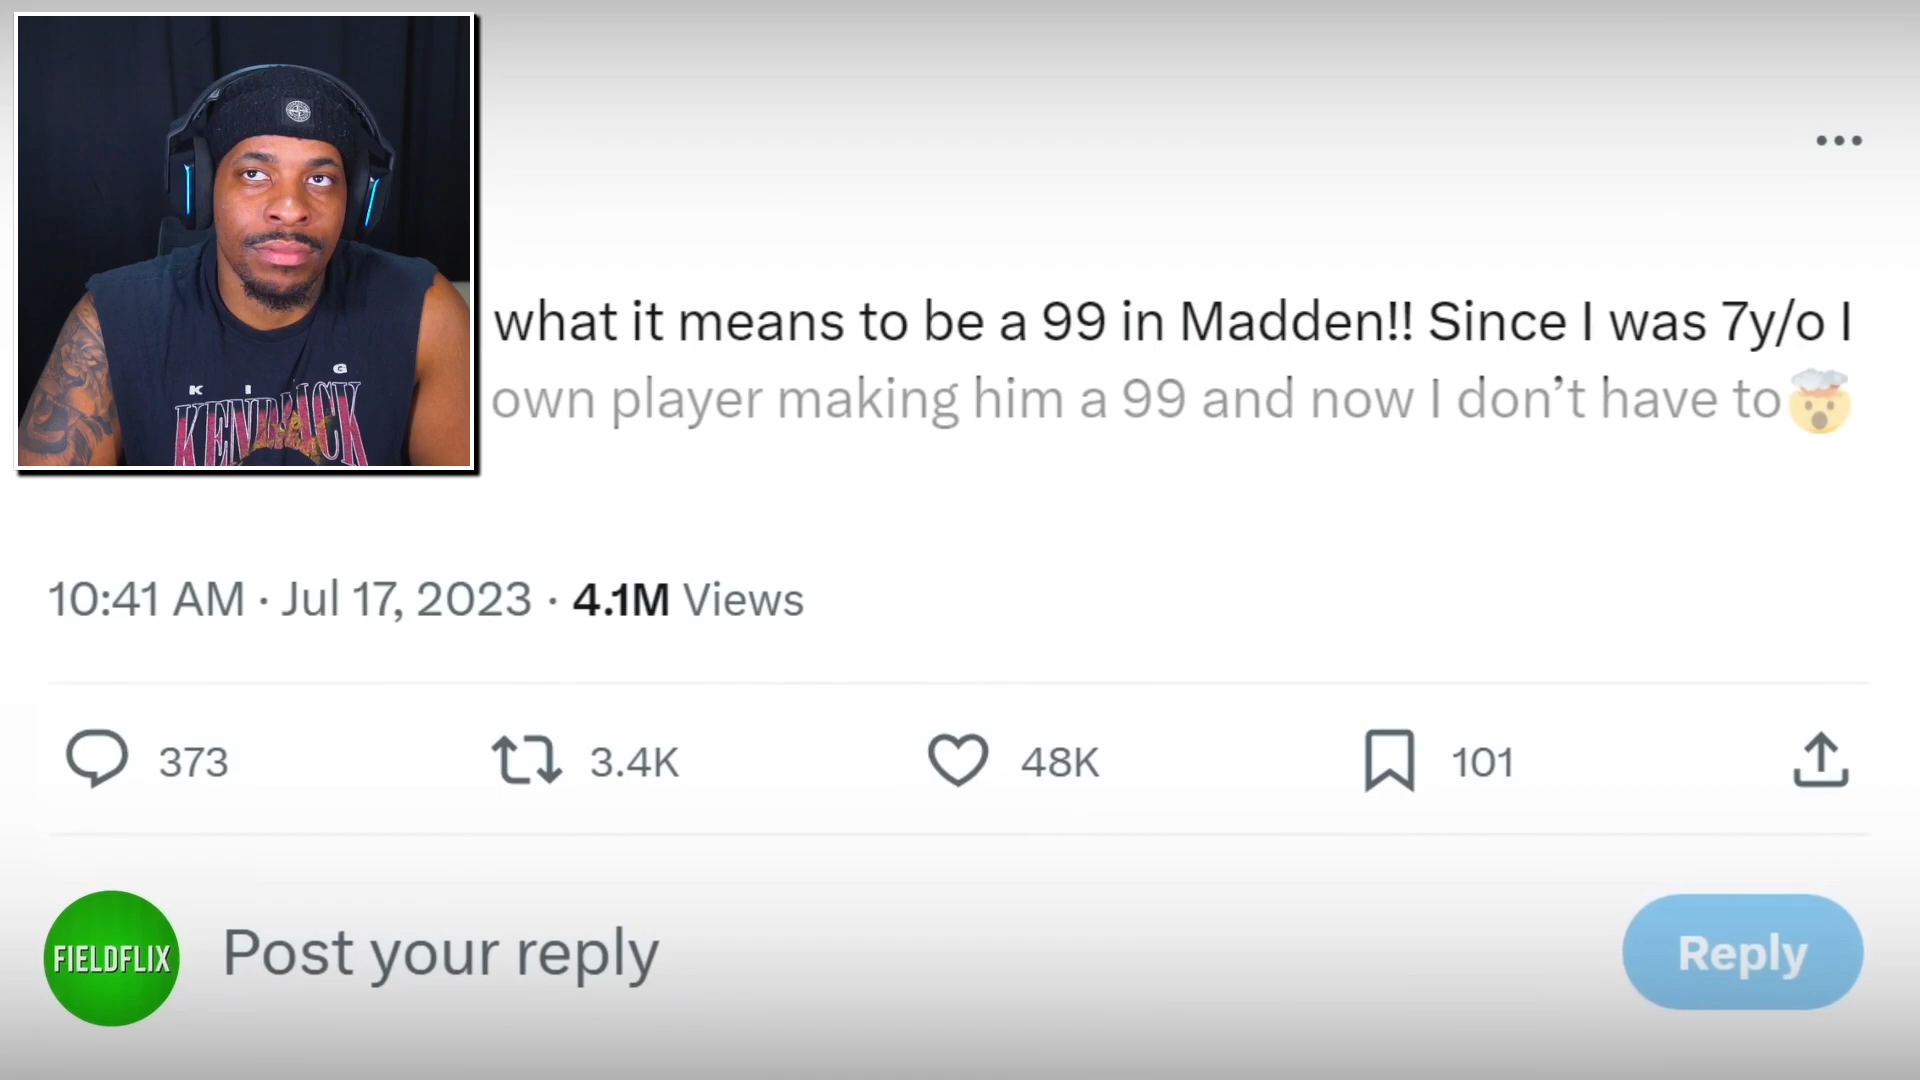 K I G
KENDRICK
what it means to be a 99 in Madden!! Since I was 7y/o I
own player making him a 99 and now I don’t have to🤯
10:41 AM · Jul 17, 2023 · 4.1M Views
373 3.4K 48K 101
FIELDFLIX Post your reply Reply